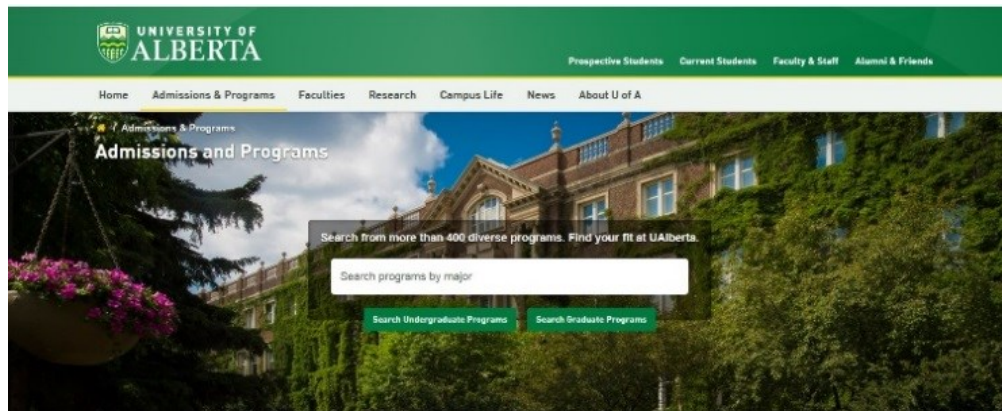 UNIVERSITY OF
ALBERTA
Prospective Students Current Students Faculty & Staff Alumni & Friends
Home Admissions & Programs Faculties Research Campus Life News About U of A
/ Admissions & Programs
Admissions and Programs
Search from more than 400 diverse programs. Find your fit at UAlberta.
Search programs by major
Search Undergraduate Programs Search Graduate Programs